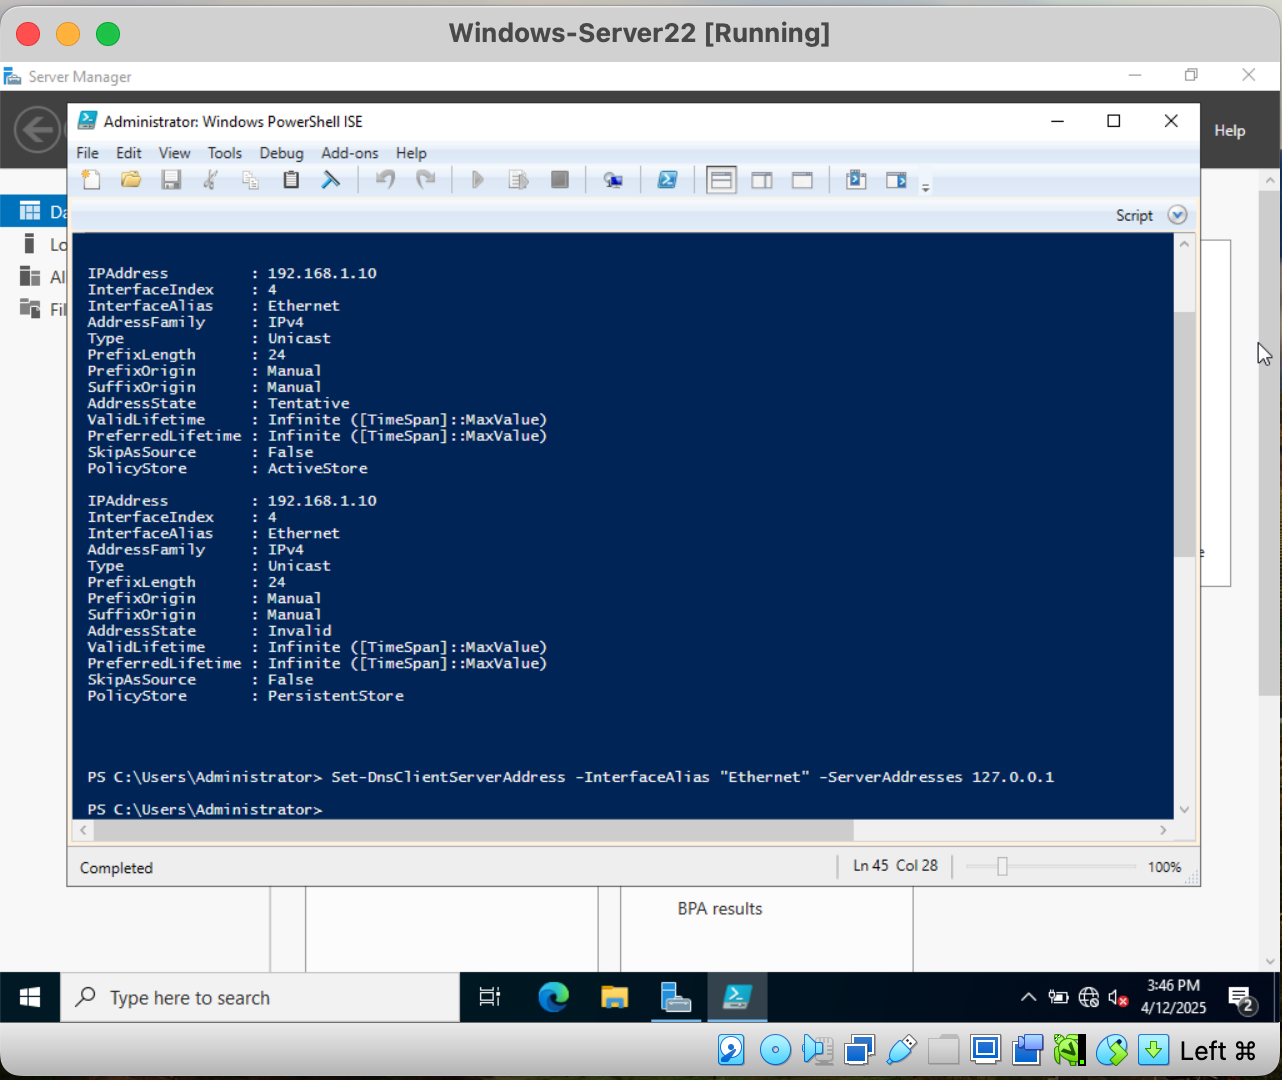 Windows-Server22 [Running]
Server Manager
Administrator: Windows PowerShell ISE
Help
File Edit View Tools Debug Add-ons Help
Script
Da
Lo
Al
Fil
IPAddress : 192.168.1.10
InterfaceIndex : 4
InterfaceAlias : Ethernet
AddressFamily : IPv4
Type : Unicast
PrefixLength : 24
PrefixOrigin : Manual
SuffixOrigin : Manual
AddressState : Tentative
ValidLifetime : Infinite ([TimeSpan]::MaxValue)
PreferredLifetime : Infinite ([TimeSpan]::MaxValue)
SkipAsSource : False
PolicyStore : ActiveStore
IPAddress : 192.168.1.10
InterfaceIndex : 4
InterfaceAlias : Ethernet
AddressFamily : IPv4
Type : Unicast
PrefixLength : 24
PrefixOrigin : Manual
SuffixOrigin : Manual
AddressState : Invalid
ValidLifetime : Infinite ([TimeSpan]::MaxValue)
PreferredLifetime : Infinite ([TimeSpan]::MaxValue)
SkipAsSource : False
PolicyStore : PersistentStore
PS C:\Users\Administrator> Set-DnsClientServerAddress -InterfaceAlias "Ethernet" -ServerAddresses 127.0.0.1
PS C:\Users\Administrator>
Completed
Ln 45 Col 28
100%
BPA results
Type here to search
3:46 PM
4/12/2025
2
Left ⌘